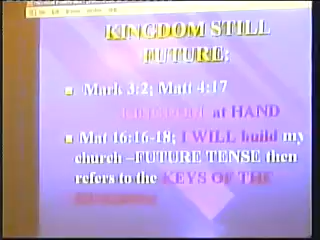 KINGDOM STILL
FUTURE;
Mark 3:2; Matt 4:17
KINGDOM at HAND
Mat 16:16-18; I WILL build my
church –FUTURE TENSE then
refers to the KEYS OF THE